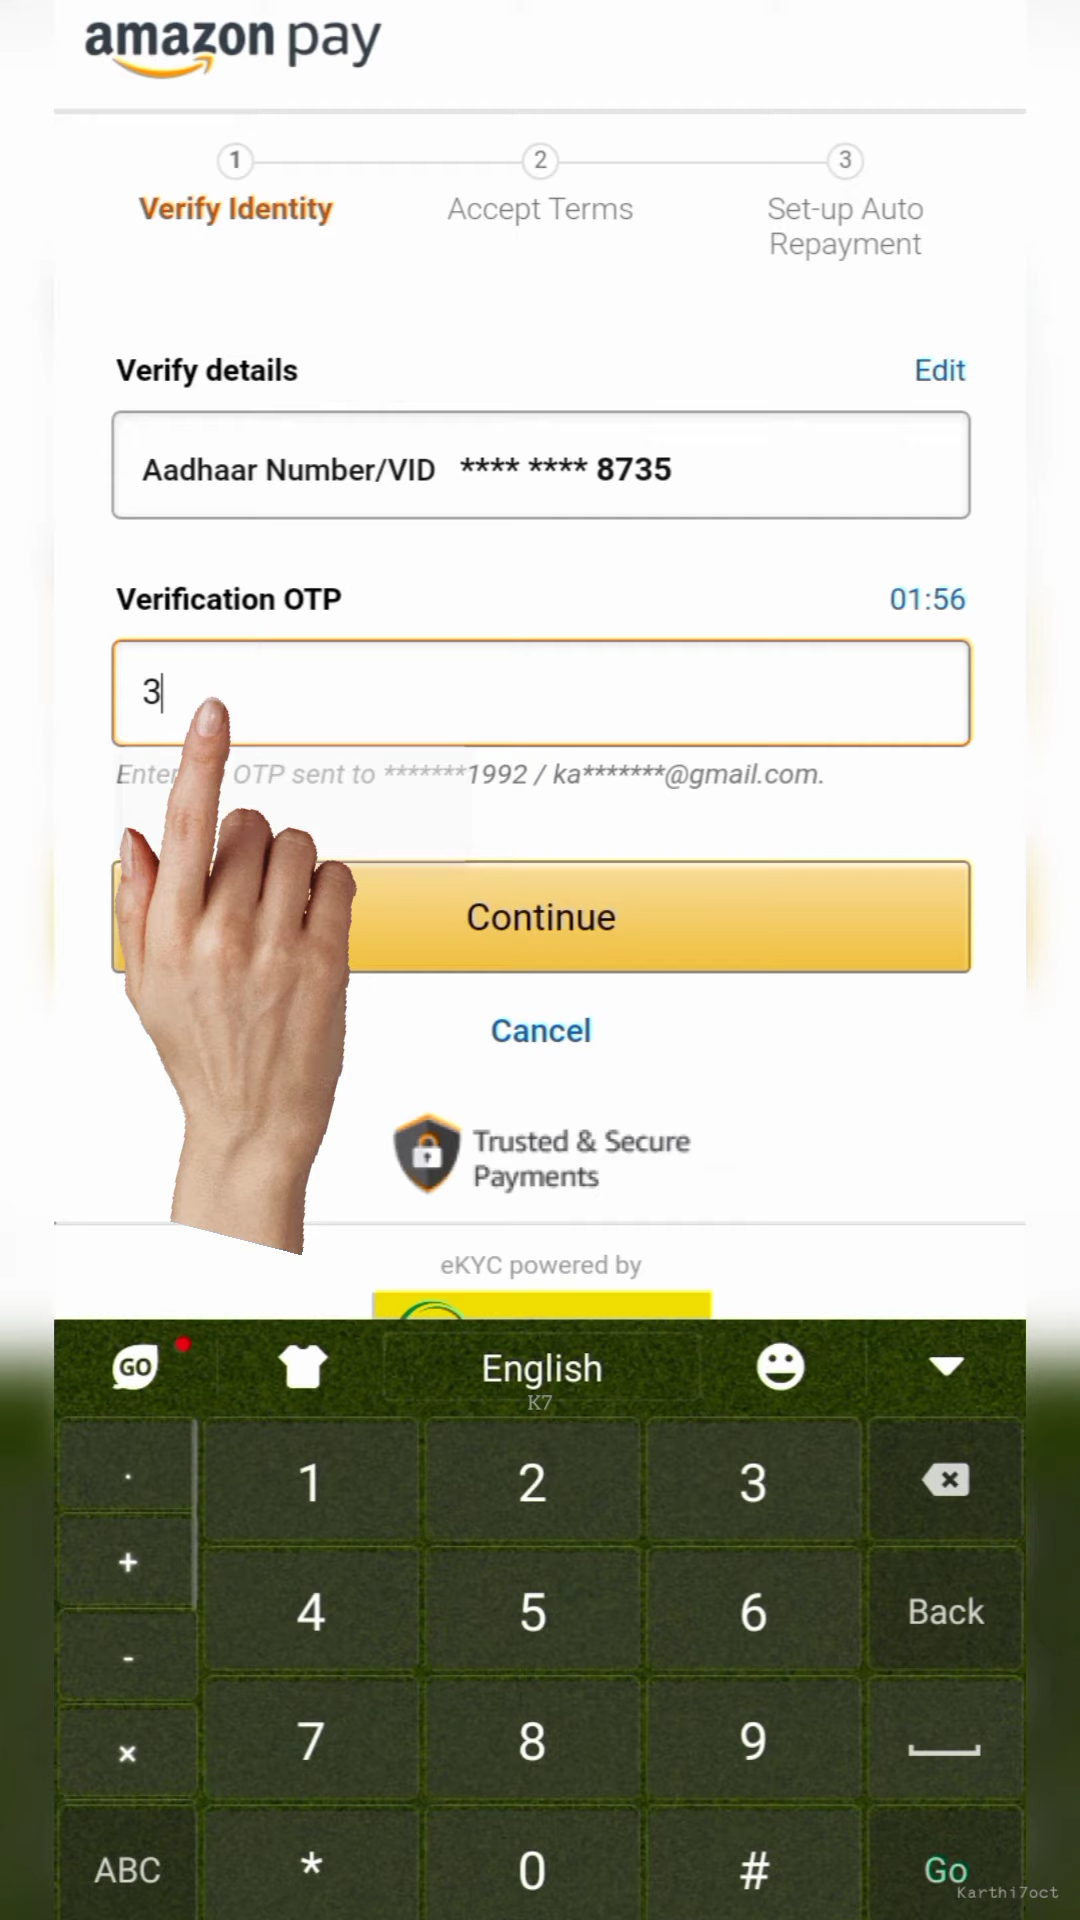 amazon pay
1 2 3
Verify Identity Accept Terms Set-up Auto
Repayment
Verify details Edit
Aadhaar Number/VID **** **** 8735
Verification OTP 01:56
3
Enter OTP sent to *******1992 / ka*******@gmail.com.
Continue
Cancel
Trusted & Secure
Payments
eKYC powered by
GO English
K7
. 1 2 3
+ 4 5 6 Back
-
× 7 8 9
ABC * 0 # Go
Karthi7oct